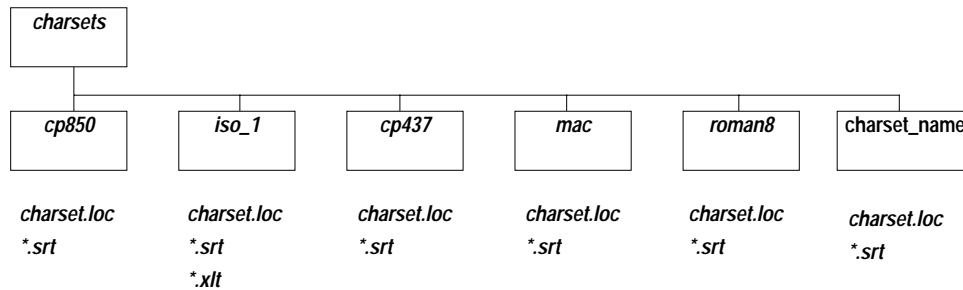 charsets
cp850 iso_1 cp437 mac roman8 charset_name
charset.loc charset.loc charset.loc charset.loc charset.loc charset.loc
*.srt *.srt *.srt *.srt *.srt *.srt
*.xlt